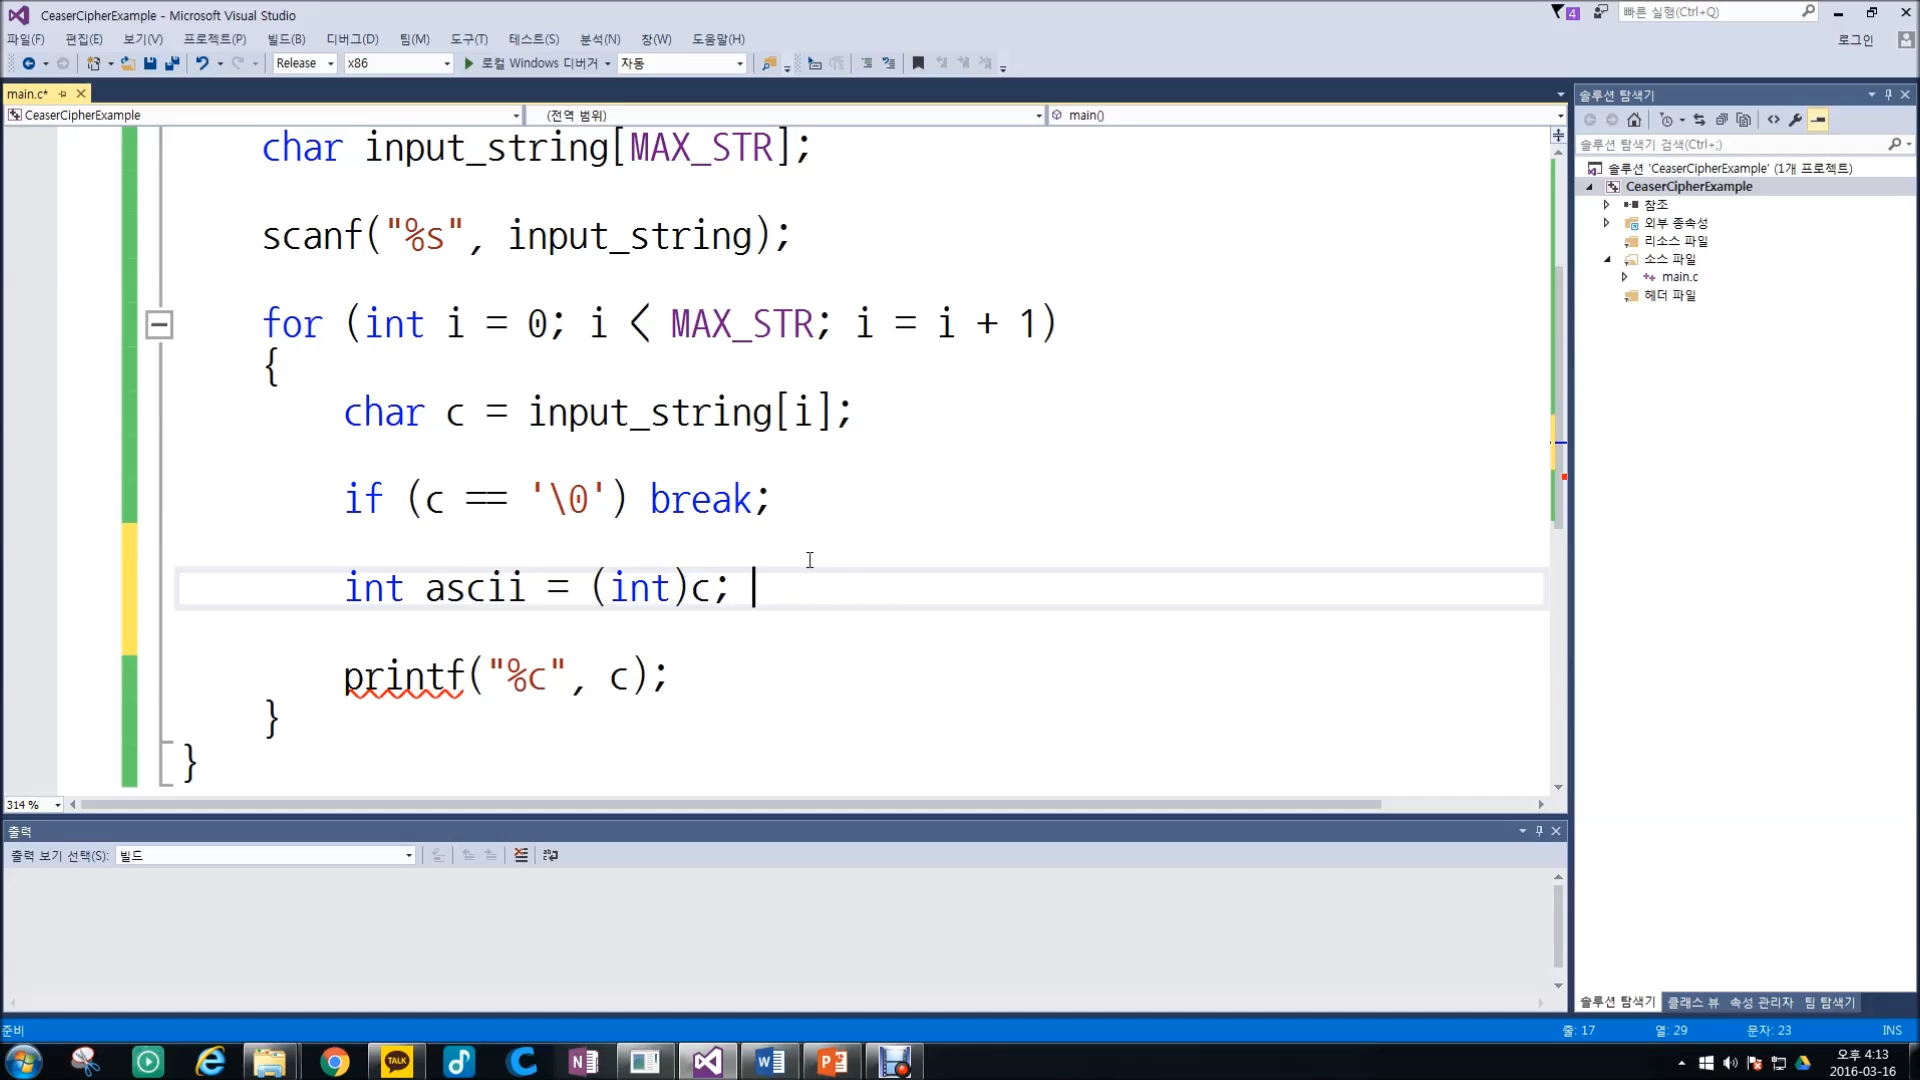 CeaserCipherExample - Microsoft Visual Studio
4
빠른 실행(Ctrl+Q)
파일(F) 편집(E) 보기(V) 프로젝트(P) 빌드(B) 디버그(D) 팀(M) 도구(T) 테스트(S) 분석(N) 창(W) 도움말(H)
로그인
Release x86 로컬 Windows 디버거 자동
main.c*
CeaserCipherExample (전역 범위) main()
char input_string[MAX_STR];
scanf("%s", input_string);
for (int i = 0; i < MAX_STR; i = i + 1)
{
char c = input_string[i];
if (c == '\0') break;
int ascii = (int)c;
printf("%c", c);
}
}
314 %
솔루션 탐색기
솔루션 탐색기 검색(Ctrl+;)
솔루션 'CeaserCipherExample' (1개 프로젝트)
CeaserCipherExample
참조
외부 종속성
리소스 파일
소스 파일
main.c
헤더 파일
출력
출력 보기 선택(S): 빌드
솔루션 탐색기 클래스 뷰 속성 관리자 팀 탐색기
준비
줄: 17 열: 29 문자: 23 INS
TALK
오후 4:13
2016-03-16